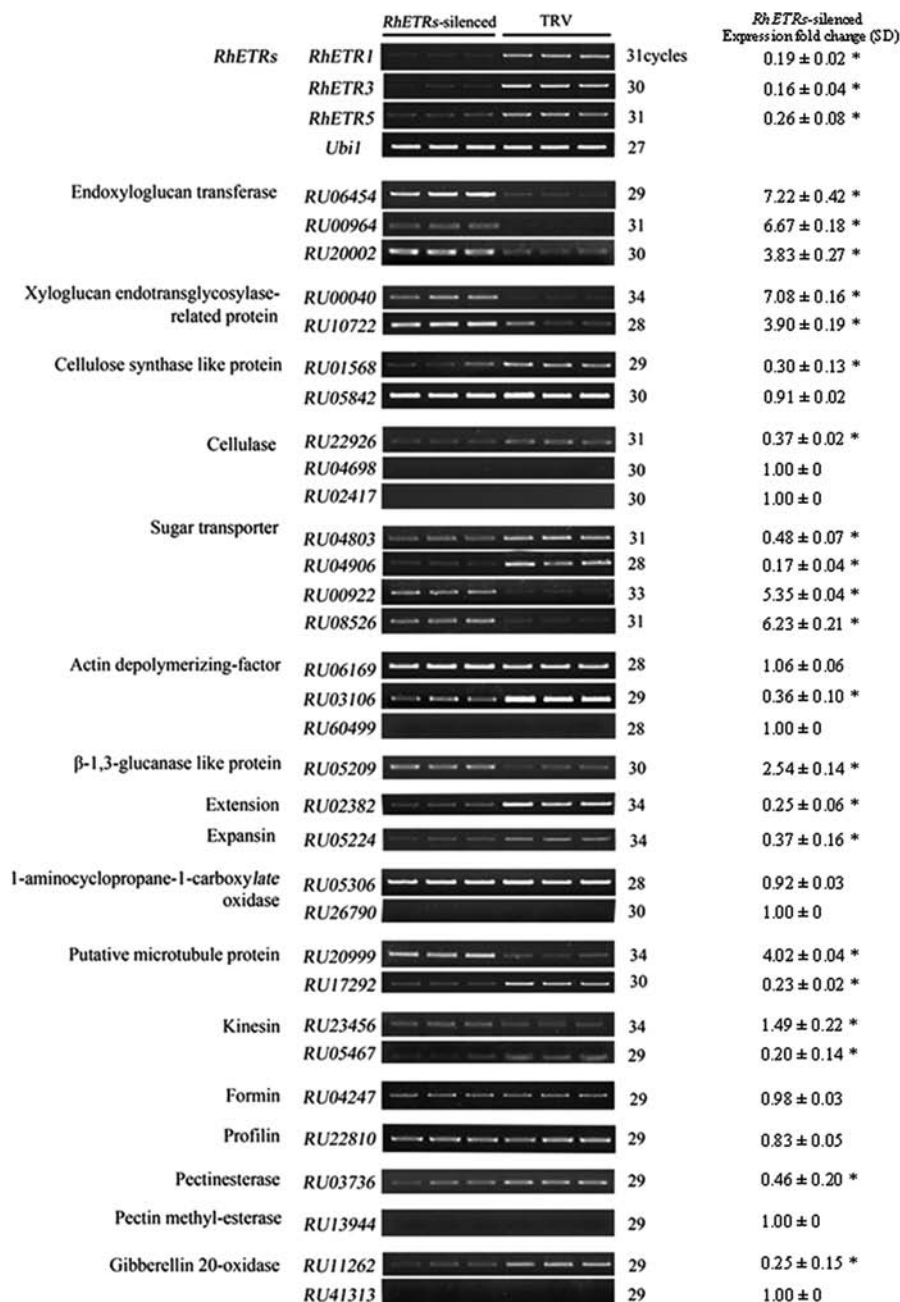 RhETRs-silenced TRV RhETRs-silenced
Expression fold change (SD)
RhETRs RhETR1 31cycles 0.19 ± 0.02 *
RhETR3 30 0.16 ± 0.04 *
RhETR5 31 0.26 ± 0.08 *
Ubi1 27
Endoxyloglucan transferase RU06454 29 7.22 ± 0.42 *
RU00964 31 6.67 ± 0.18 *
RU20002 30 3.83 ± 0.27 *
Xyloglucan endotransglycosylase-
related protein
RU00040 34 7.08 ± 0.16 *
RU10722 28 3.90 ± 0.19 *
Cellulose synthase like protein RU01568 29 0.30 ± 0.13 *
RU05842 30 0.91 ± 0.02
Cellulase RU22926 31 0.37 ± 0.02 *
RU04698 30 1.00 ± 0
RU02417 30 1.00 ± 0
Sugar transporter RU04803 31 0.48 ± 0.07 *
RU04906 28 0.17 ± 0.04 *
RU00922 33 5.35 ± 0.04 *
RU08526 31 6.23 ± 0.21 *
Actin depolymerizing-factor RU06169 28 1.06 ± 0.06
RU03106 29 0.36 ± 0.10 *
RU60499 28 1.00 ± 0
β-1,3-glucanase like protein RU05209 30 2.54 ± 0.14 *
Extension RU02382 34 0.25 ± 0.06 *
Expansin RU05224 34 0.37 ± 0.16 *
1-aminocyclopropane-1-carboxylate
oxidase
RU05306 28 0.92 ± 0.03
RU26790 30 1.00 ± 0
Putative microtubule protein RU20999 34 4.02 ± 0.04 *
RU17292 30 0.23 ± 0.02 *
Kinesin RU23456 34 1.49 ± 0.22 *
RU05467 29 0.20 ± 0.14 *
Formin RU04247 29 0.98 ± 0.03
Profilin RU22810 29 0.83 ± 0.05
Pectinesterase RU03736 29 0.46 ± 0.20 *
Pectin methyl-esterase RU13944 29 1.00 ± 0
Gibberellin 20-oxidase RU11262 29 0.25 ± 0.15 *
RU41313 29 1.00 ± 0